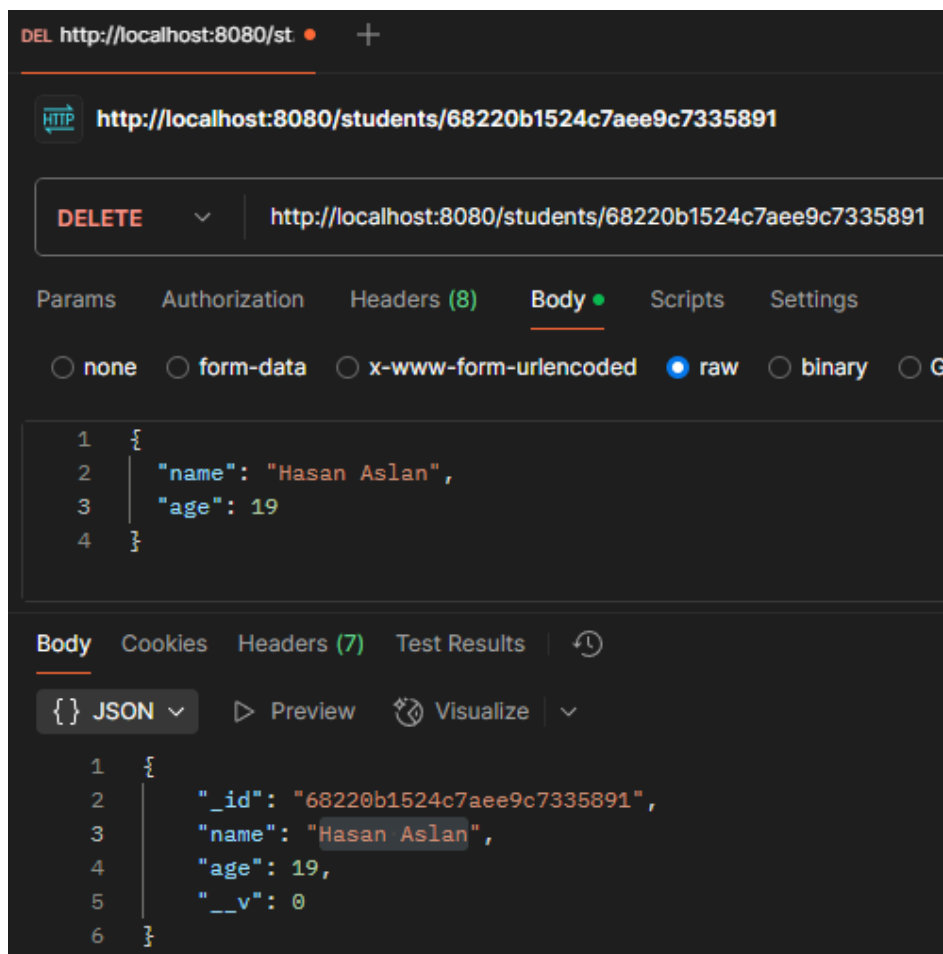 DEL http://localhost:8080/st
HTTP http://localhost:8080/students/68220b1524c7aee9c7335891
DELETE http://localhost:8080/students/68220b1524c7aee9c7335891
Params Authorization Headers (8) Body Scripts Settings
none form-data x-www-form-urlencoded raw binary G
1 {
2 "name": "Hasan Aslan",
3 "age": 19
4 }
Body Cookies Headers (7) Test Results
{} JSON Preview Visualize
1 {
2 "_id": "68220b1524c7aee9c7335891",
3 "name": "Hasan Aslan",
4 "age": 19,
5 "__v": 0
6 }